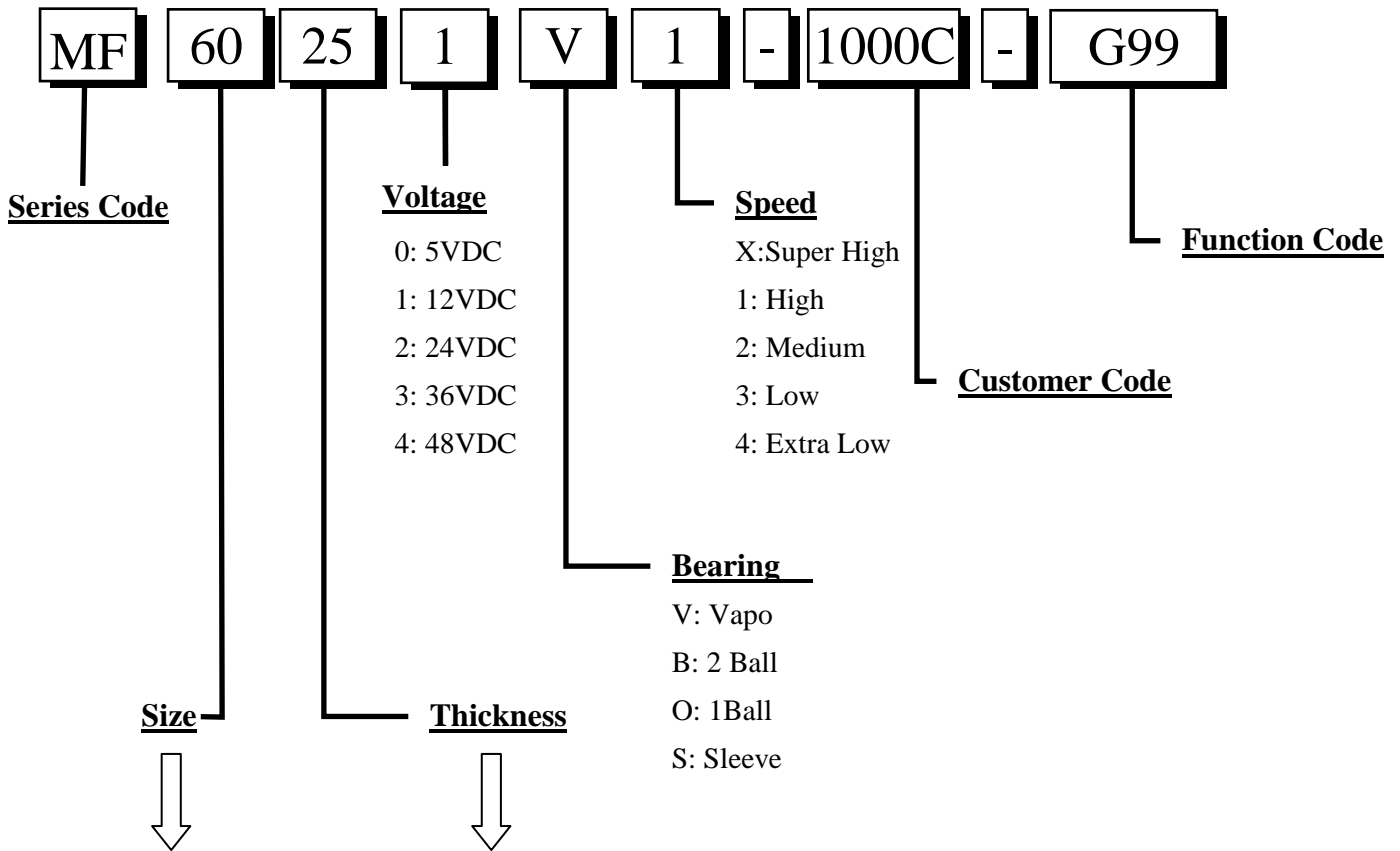 MF 60 25 1 V 1 - 1000C - G99
Series Code
Voltage
0: 5VDC
1: 12VDC
2: 24VDC
3: 36VDC
4: 48VDC
Speed
X:Super High
1: High
2: Medium
3: Low
4: Extra Low
Function Code
Customer Code
Bearing
V: Vapo
B: 2 Ball
O: 1Ball
S: Sleeve
Size
Thickness